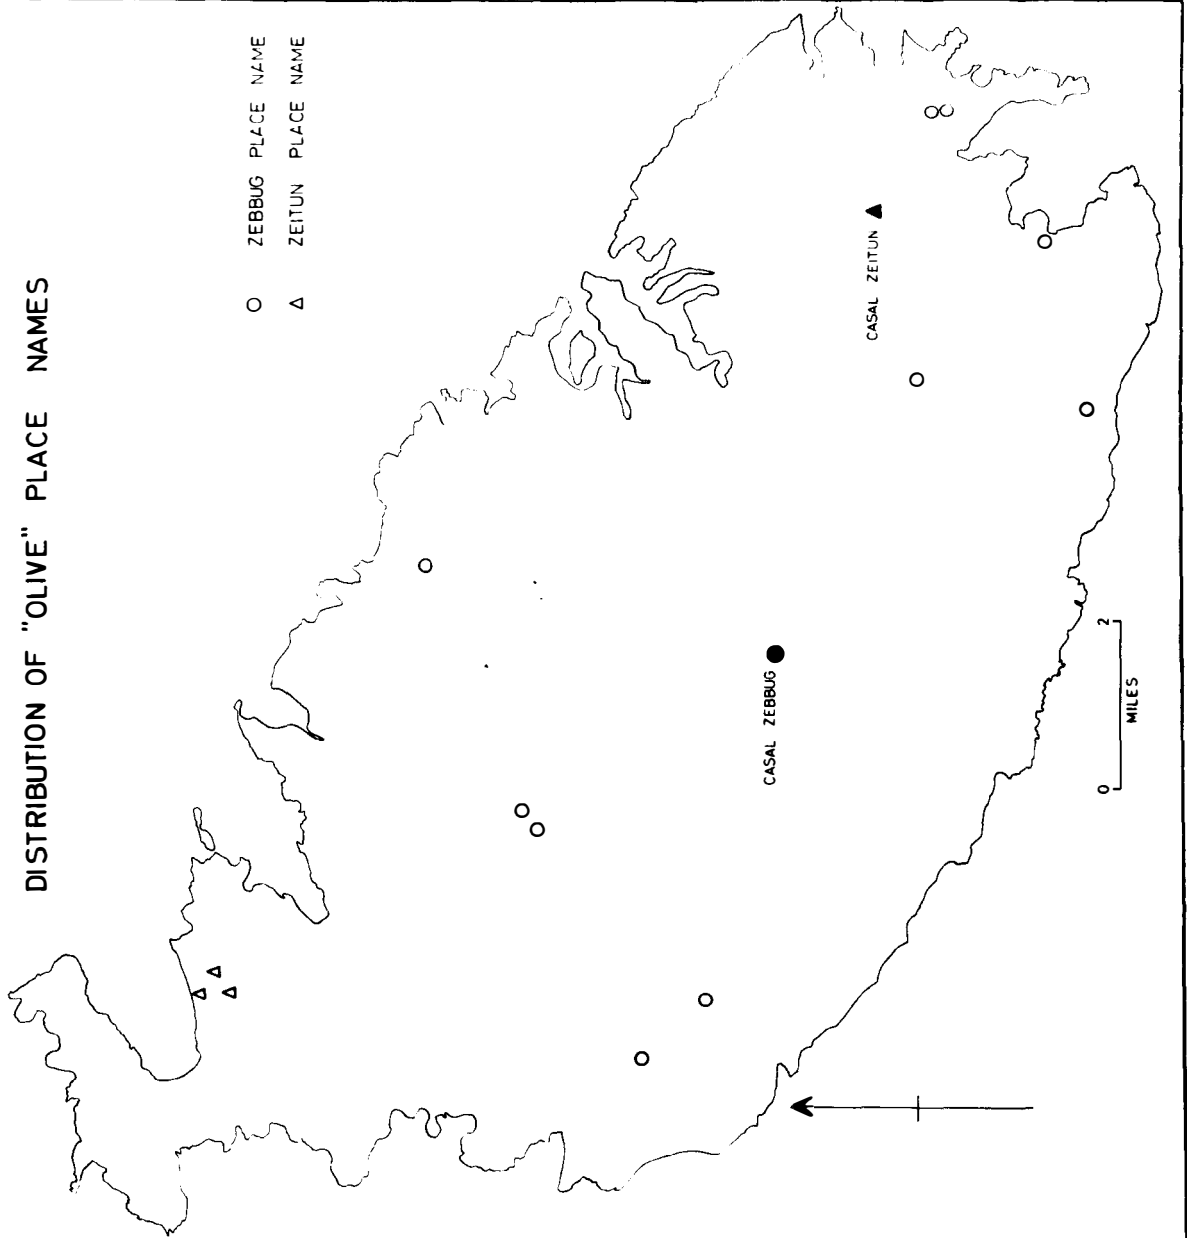 DISTRIBUTION OF "OLIVE" PLACE NAMES
ZEBBUG PLACE NAME
ZEITUN PLACE NAME
CASAL ZEITUN
CASAL ZEBBUG
0 2
MILES